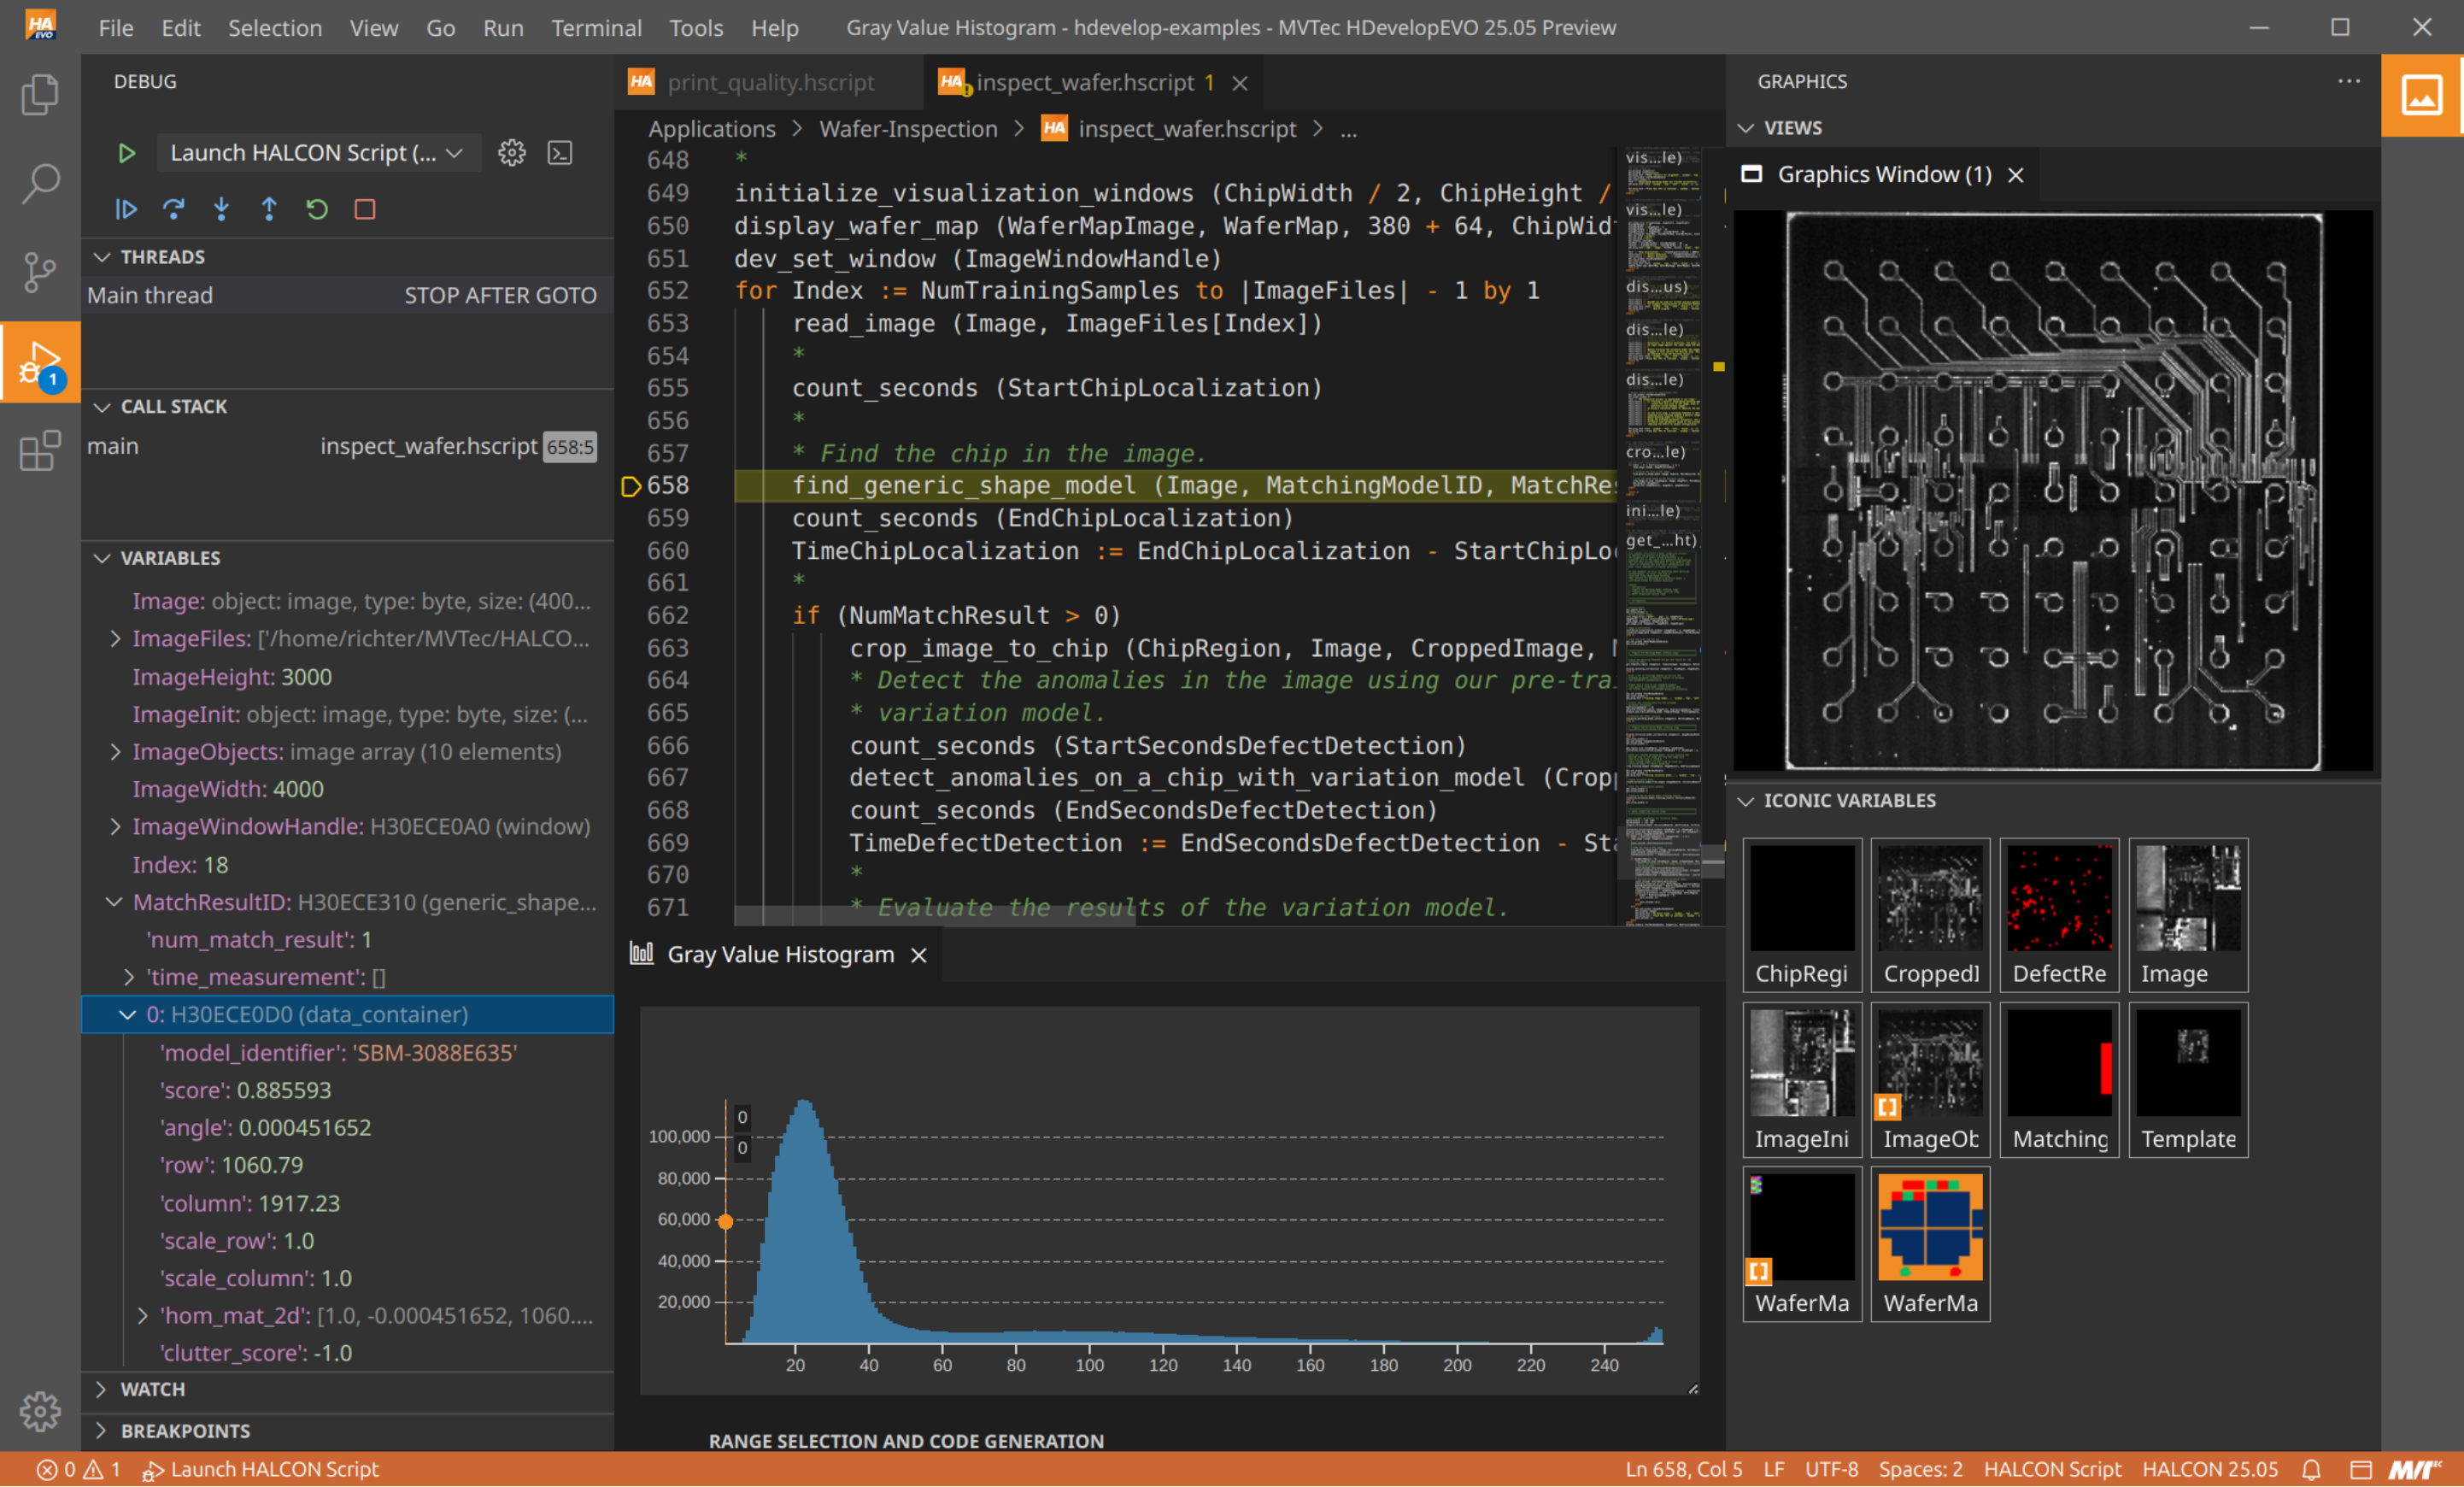 HA EVO File Edit Selection View Go Run Terminal Tools Help Gray Value Histogram - hdevelop-examples - MVTec HDevelopEVO 25.05 Preview
DEBUG
Launch HALCON Script (...
THREADS
Main thread STOP AFTER GOTO
1
CALL STACK
main inspect_wafer.hscript 658:5
VARIABLES
Image: object: image, type: byte, size: (400...
ImageFiles: ['/home/richter/MVTec/HALCO...
ImageHeight: 3000
ImageInit: object: image, type: byte, size: (...
ImageObjects: image array (10 elements)
ImageWidth: 4000
ImageWindowHandle: H30ECE0A0 (window)
Index: 18
MatchResultID: H30ECE310 (generic_shape...
'num_match_result': 1
'time_measurement': []
0: H30ECE0D0 (data_container)
'model_identifier': 'SBM-3088E635'
'score': 0.885593
'angle': 0.000451652
'row': 1060.79
'column': 1917.23
'scale_row': 1.0
'scale_column': 1.0
'hom_mat_2d': [1.0, -0.000451652, 1060....
'clutter_score': -1.0
WATCH
BREAKPOINTS
HA print_quality.hscript HA inspect_wafer.hscript 1
Applications > Wafer-Inspection > HA inspect_wafer.hscript > ...
648 *
649 initialize_visualization_windows (ChipWidth / 2, ChipHeight /
650 display_wafer_map (WaferMapImage, WaferMap, 380 + 64, ChipWid
651 dev_set_window (ImageWindowHandle)
652 for Index := NumTrainingSamples to |ImageFiles| - 1 by 1
653 read_image (Image, ImageFiles[Index])
654 *
655 count_seconds (StartChipLocalization)
656 *
657 * Find the chip in the image.
658 find_generic_shape_model (Image, MatchingModelID, MatchRe
659 count_seconds (EndChipLocalization)
660 TimeChipLocalization := EndChipLocalization - StartChipLo
661 *
662 if (NumMatchResult > 0)
663 crop_image_to_chip (ChipRegion, Image, CroppedImage,
664 * Detect the anomalies in the image using our pre-tra
665 * variation model.
666 count_seconds (StartSecondsDefectDetection)
667 detect_anomalies_on_a_chip_with_variation_model (Crop
668 count_seconds (EndSecondsDefectDetection)
669 TimeDefectDetection := EndSecondsDefectDetection - St
670 *
671 * Evaluate the results of the variation model.
vis...le)
vis...le)
dis...us)
dis...le)
dis...le)
cro...le)
ini...le)
get_...ht)
Gray Value Histogram
0
0
100,000
80,000
60,000
40,000
20,000
20 40 60 80 100 120 140 160 180 200 220 240
RANGE SELECTION AND CODE GENERATION
GRAPHICS ...
VIEWS
Graphics Window (1)
ICONIC VARIABLES
ChipRegi CroppedI DefectRe Image
ImageIni ImageOb Matching Template
WaferMa WaferMa
0 1 Launch HALCON Script Ln 658, Col 5 LF UTF-8 Spaces: 2 HALCON Script HALCON 25.05